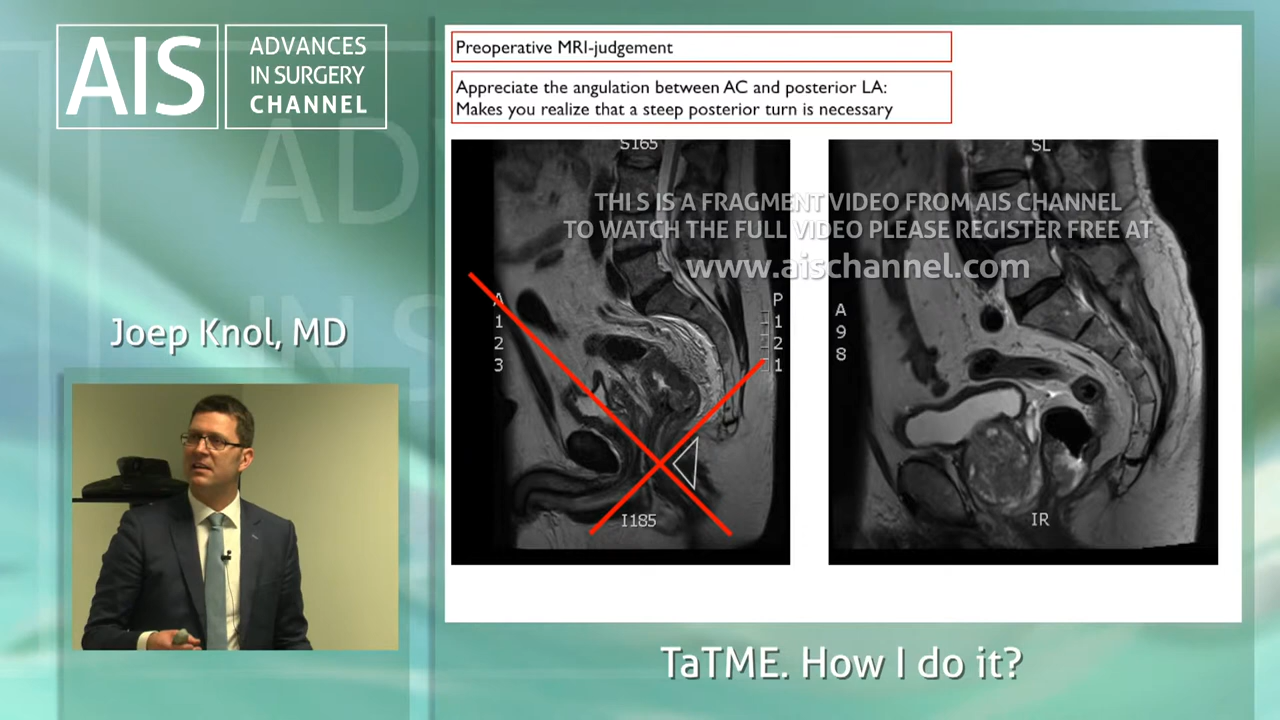 AIS
ADVANCES
IN SURGERY
CHANNEL
Preoperative MRI-judgement
Appreciate the angulation between AC and posterior LA:
Makes you realize that a steep posterior turn is necessary
S165
SL
THI S IS A FRAGMENT VIDEO FROM AIS CHANNEL
TO WATCH THE FULL VIDEO PLEASE REGISTER FREE AT
www.aischannel.com
A
1
2
3
P
1
2
1
A
9
8
I185
IR
Joep Knol, MD
TaTME. How I do it?
AD
IN S